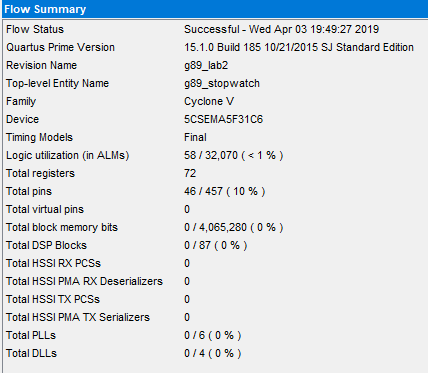 Flow Summary
Flow Status Successful - Wed Apr 03 19:49:27 2019
Quartus Prime Version 15.1.0 Build 185 10/21/2015 SJ Standard Edition
Revision Name g89_lab2
Top-level Entity Name g89_stopwatch
Family Cyclone V
Device 5CSEMA5F31C6
Timing Models Final
Logic utilization (in ALMs) 58 / 32,070 ( < 1 % )
Total registers 72
Total pins 46 / 457 ( 10 % )
Total virtual pins 0
Total block memory bits 0 / 4,065,280 ( 0 % )
Total DSP Blocks 0 / 87 ( 0 % )
Total HSSI RX PCSs 0
Total HSSI PMA RX Deserializers 0
Total HSSI TX PCSs 0
Total HSSI PMA TX Serializers 0
Total PLLs 0 / 6 ( 0 % )
Total DLLs 0 / 4 ( 0 % )